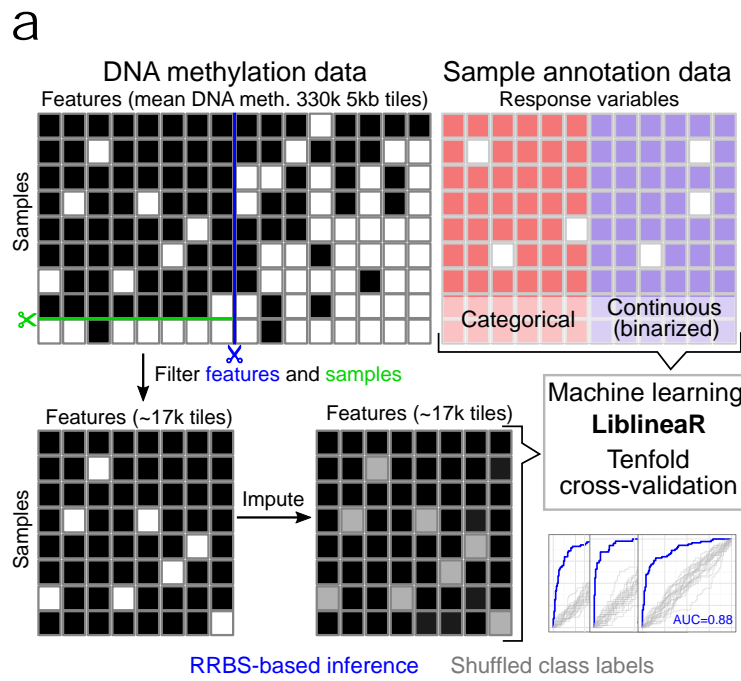 a
DNA methylation data
Features (mean DNA meth. 330k 5kb tiles)
Samples
Sample annotation data
Response variables
Categorical
Continuous
(binarized)
Filter features and samples
Features (~17k tiles)
Samples
Impute
Features (~17k tiles)
Machine learning
LiblineaR
Tenfold
cross-validation
AUC=0.88
RRBS-based inference
Shuffled class labels